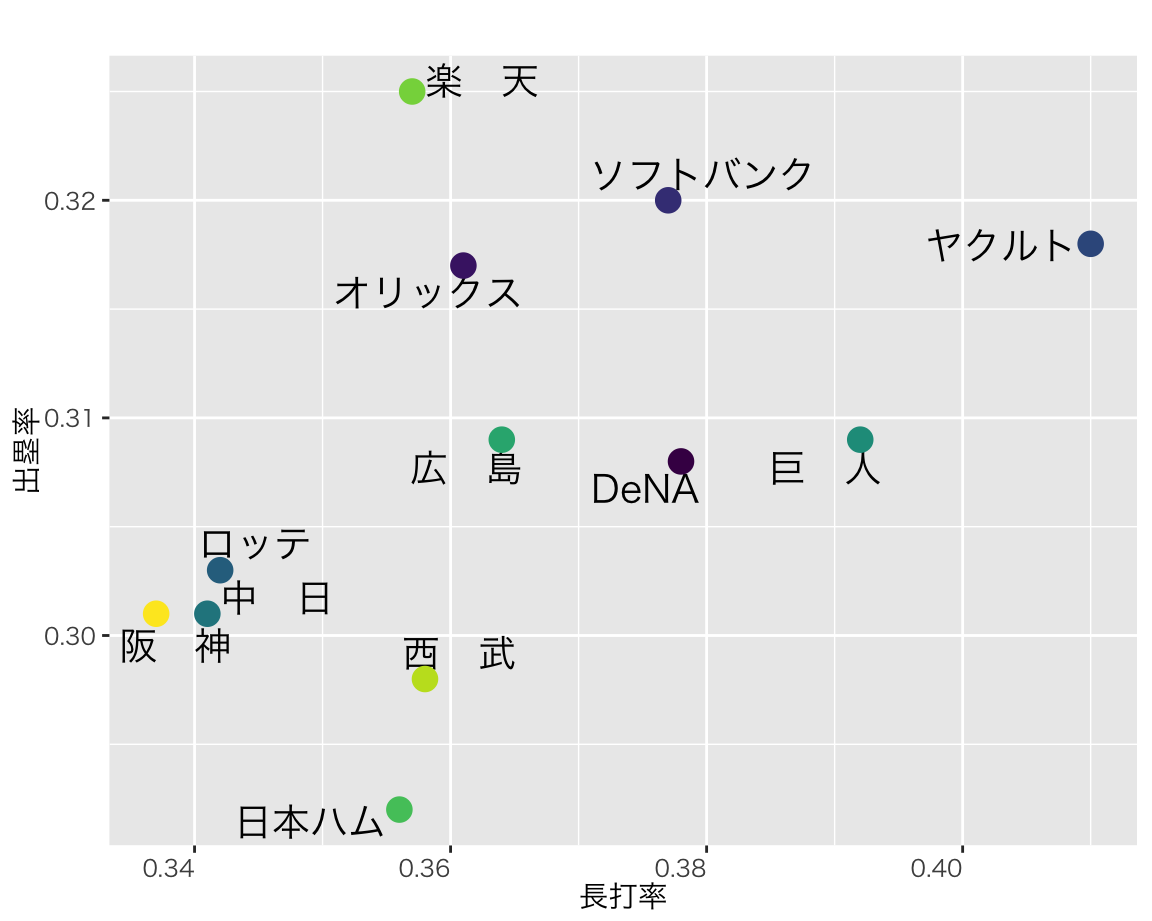 楽　天
ソフトバンク
0.32
ヤクルト
オリックス
0.31
出塁率
広　島
DeNA
巨　人
ロッテ
中　日
0.30
阪　神
西　武
日本ハム
0.34
0.36
0.38
0.40
長打率